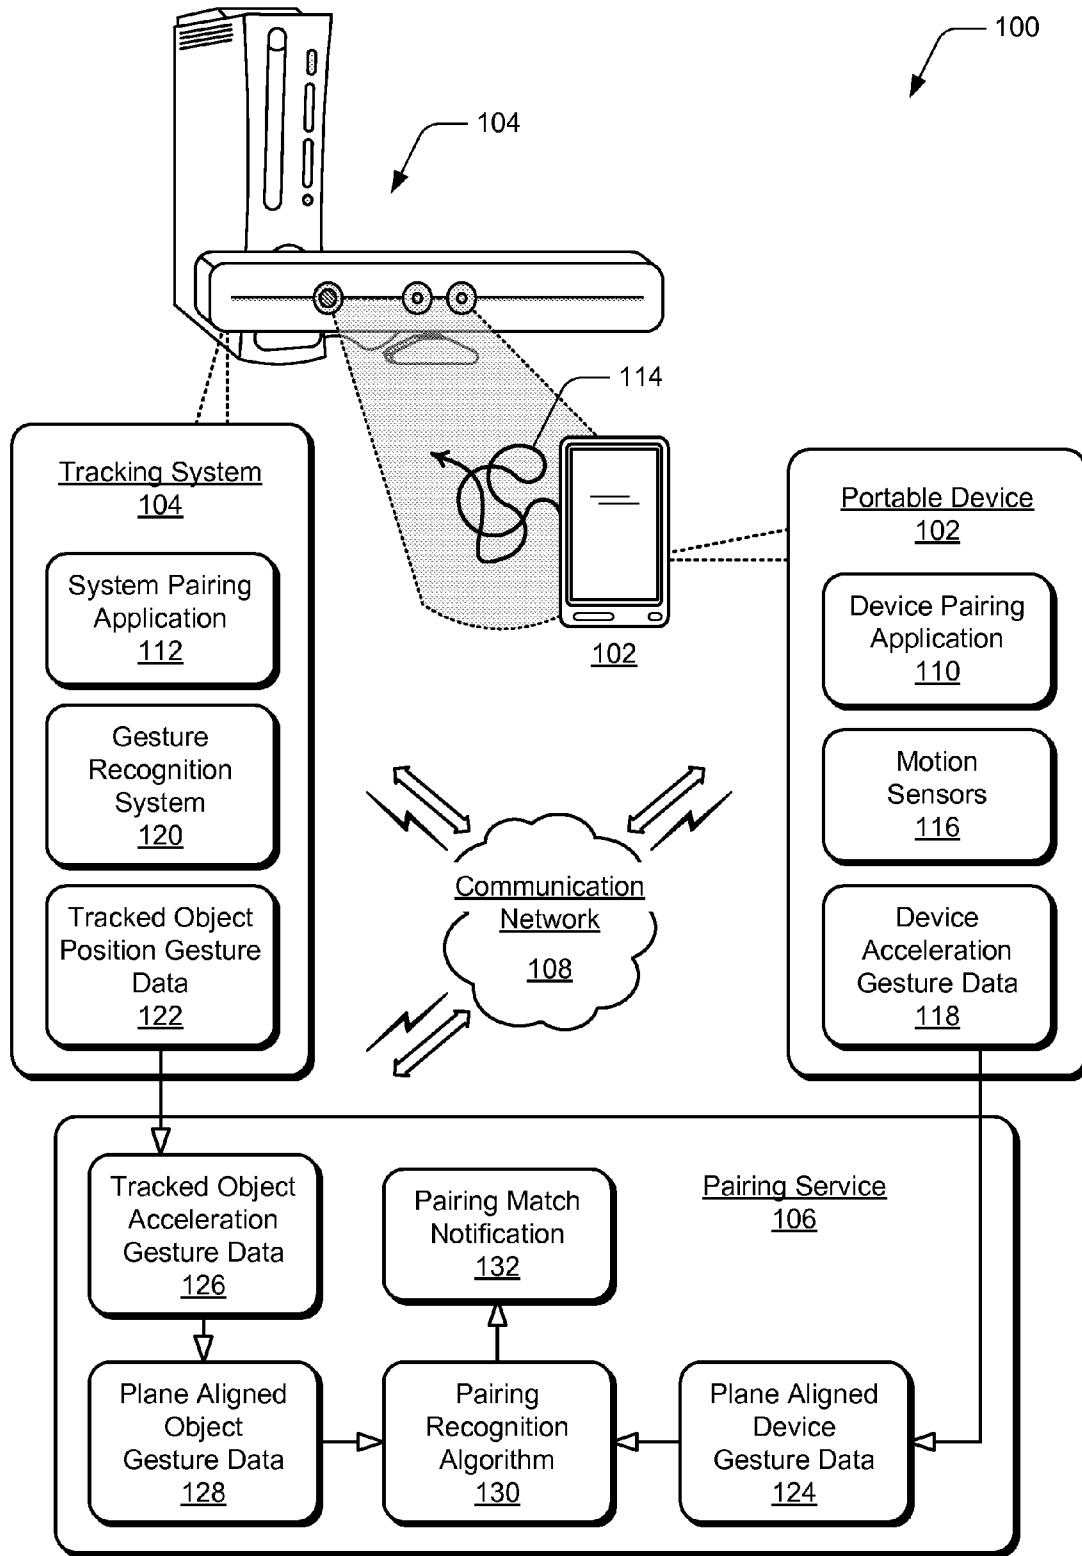 100
104
114
Tracking System
104
System Pairing
Application
112
Gesture
Recognition
System
120
Tracked Object
Position Gesture
Data
122
102
Portable Device
102
Device Pairing
Application
110
Motion
Sensors
116
Device
Acceleration
Gesture Data
118
Communication
Network
108
Pairing Service
106
Tracked Object
Acceleration
Gesture Data
126
Pairing Match
Notification
132
Plane Aligned
Object
Gesture Data
128
Pairing
Recognition
Algorithm
130
Plane Aligned
Device
Gesture Data
124